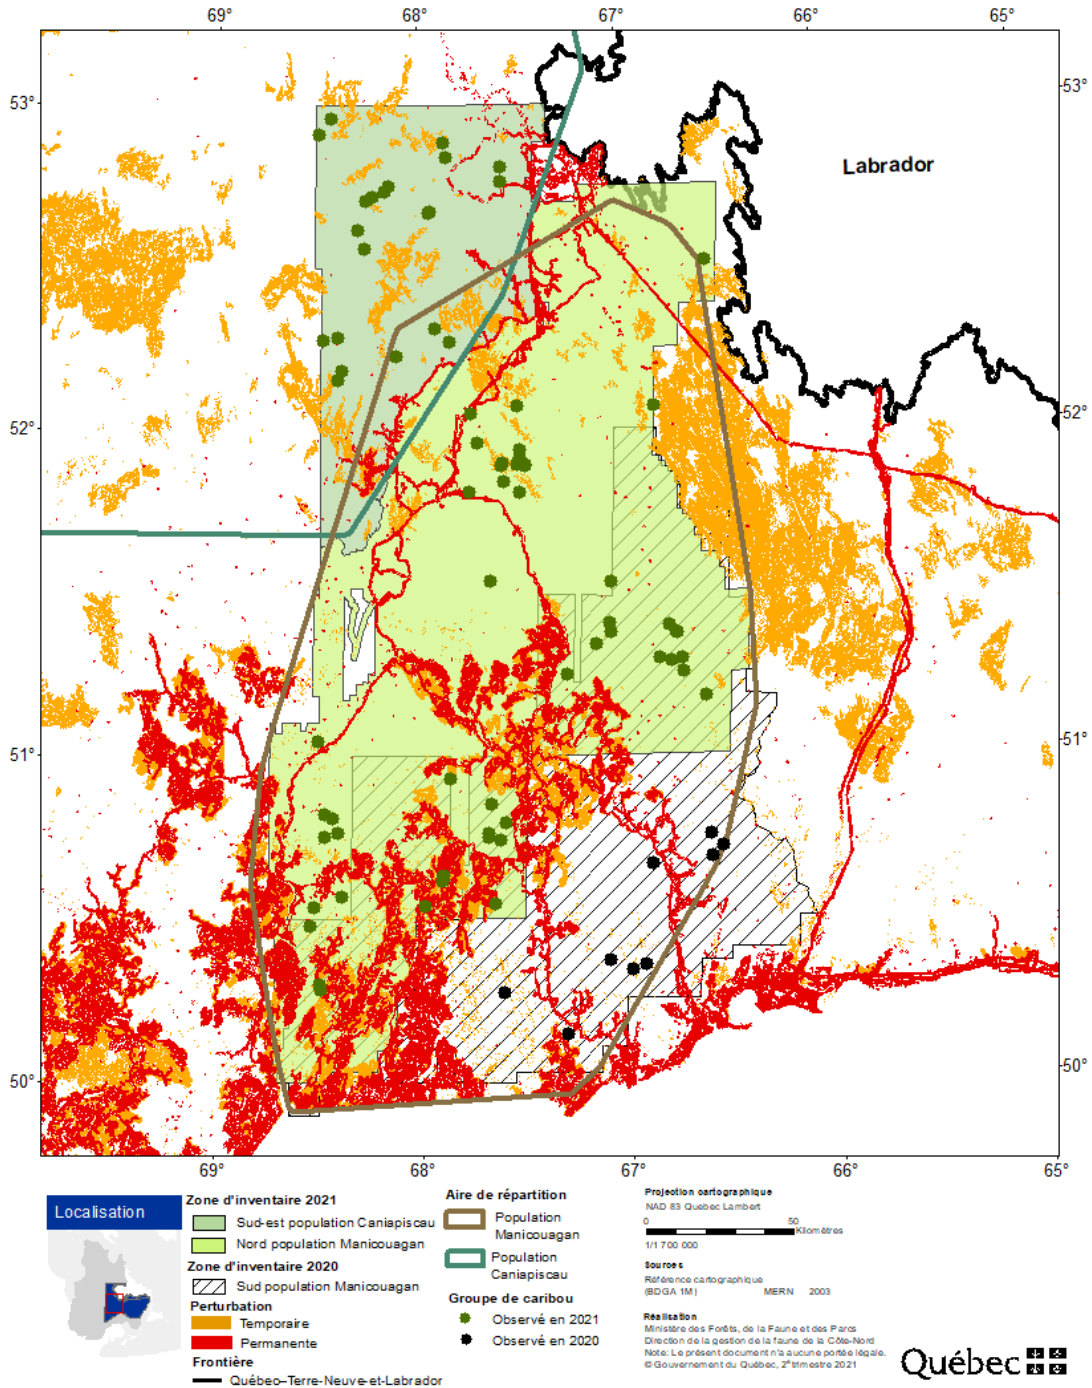 69° 68° 67° 66° 65°
53° 53°
Labrador
52° 52°
51° 51°
50° 50°
69° 68° 67° 66° 65°
Localisation
Zone d'inventaire 2021
Sud-est population Caniapiscau
Nord population Manicouagan
Zone d'inventaire 2020
Sud population Manicouagan
Perturbation
Temporaire
Permanente
Frontière
Québec–Terre-Neuve-et-Labrador
Aire de répartition
Population
Manicouagan
Population
Caniapiscau
Groupe de caribou
Observé en 2021
Observé en 2020
Projection cartographique
NAD 83 Quebec Lambert
0 50
Kilomètres
1/1 700 000
Sources
Référence cartographique
(BDGA 1M) MERN 2003
Réalisation
Ministère des Forêts, de la Faune et des Parcs
Direction de la gestion de la faune de la Côte-Nord
Note: Le présent document n'a aucune portée légale.
© Gouvernement du Québec, 2e trimestre 2021
Québec